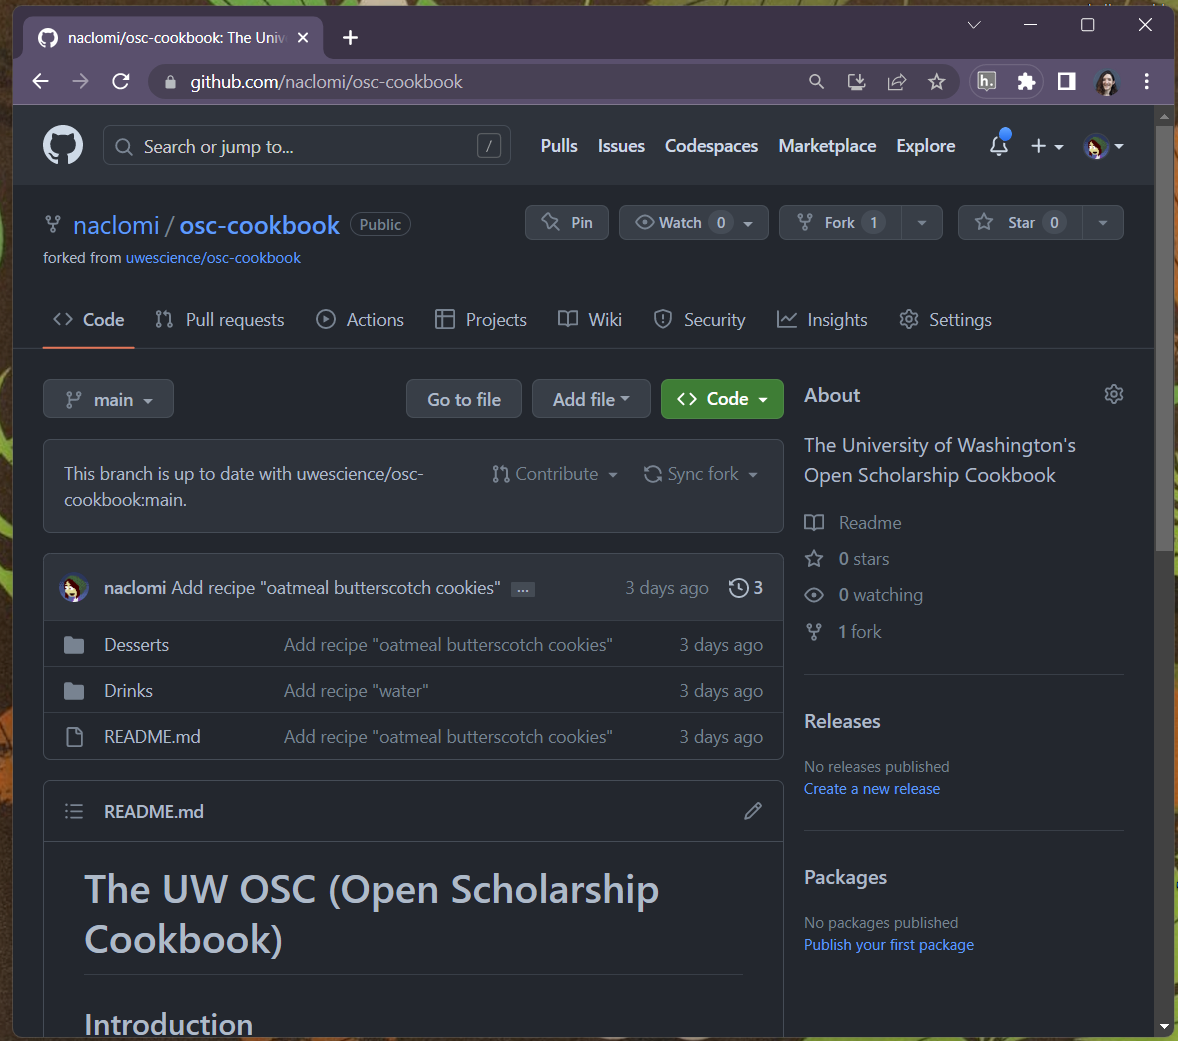 naclomi/osc-cookbook: The Univ
github.com/naclomi/osc-cookbook
h.
Search or jump to...
/
Pulls
Issues
Codespaces
Marketplace
Explore
naclomi / osc-cookbook
Public
Pin
Watch 0
Fork 1
Star 0
forked from uwescience/osc-cookbook
Code
Pull requests
Actions
Projects
Wiki
Security
Insights
Settings
main
Go to file
Add file
Code
This branch is up to date with uwescience/osc-
cookbook:main.
Contribute
Sync fork
naclomi Add recipe "oatmeal butterscotch cookies" ...
3 days ago
3
Desserts
Add recipe "oatmeal butterscotch cookies"
3 days ago
Drinks
Add recipe "water"
3 days ago
README.md
Add recipe "oatmeal butterscotch cookies"
3 days ago
README.md
The UW OSC (Open Scholarship
Cookbook)
Introduction
About
The University of Washington's
Open Scholarship Cookbook
Readme
0 stars
0 watching
1 fork
Releases
No releases published
Create a new release
Packages
No packages published
Publish your first package